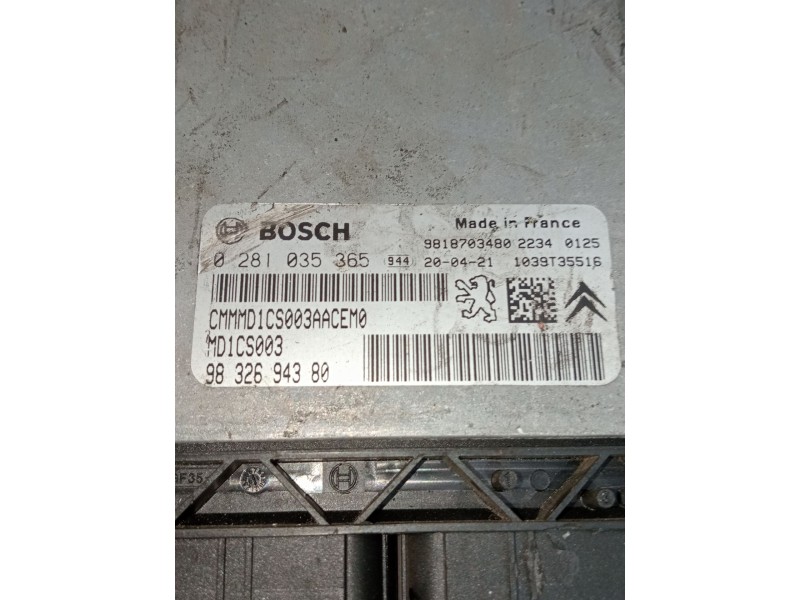 BOSCH
Made in France
9818703480 2234 0125
0 281 035 365 944 20-04-21 1039T35516
CMMMD1CS003AACEM0
MD1CS003
98 326 943 80
GF35